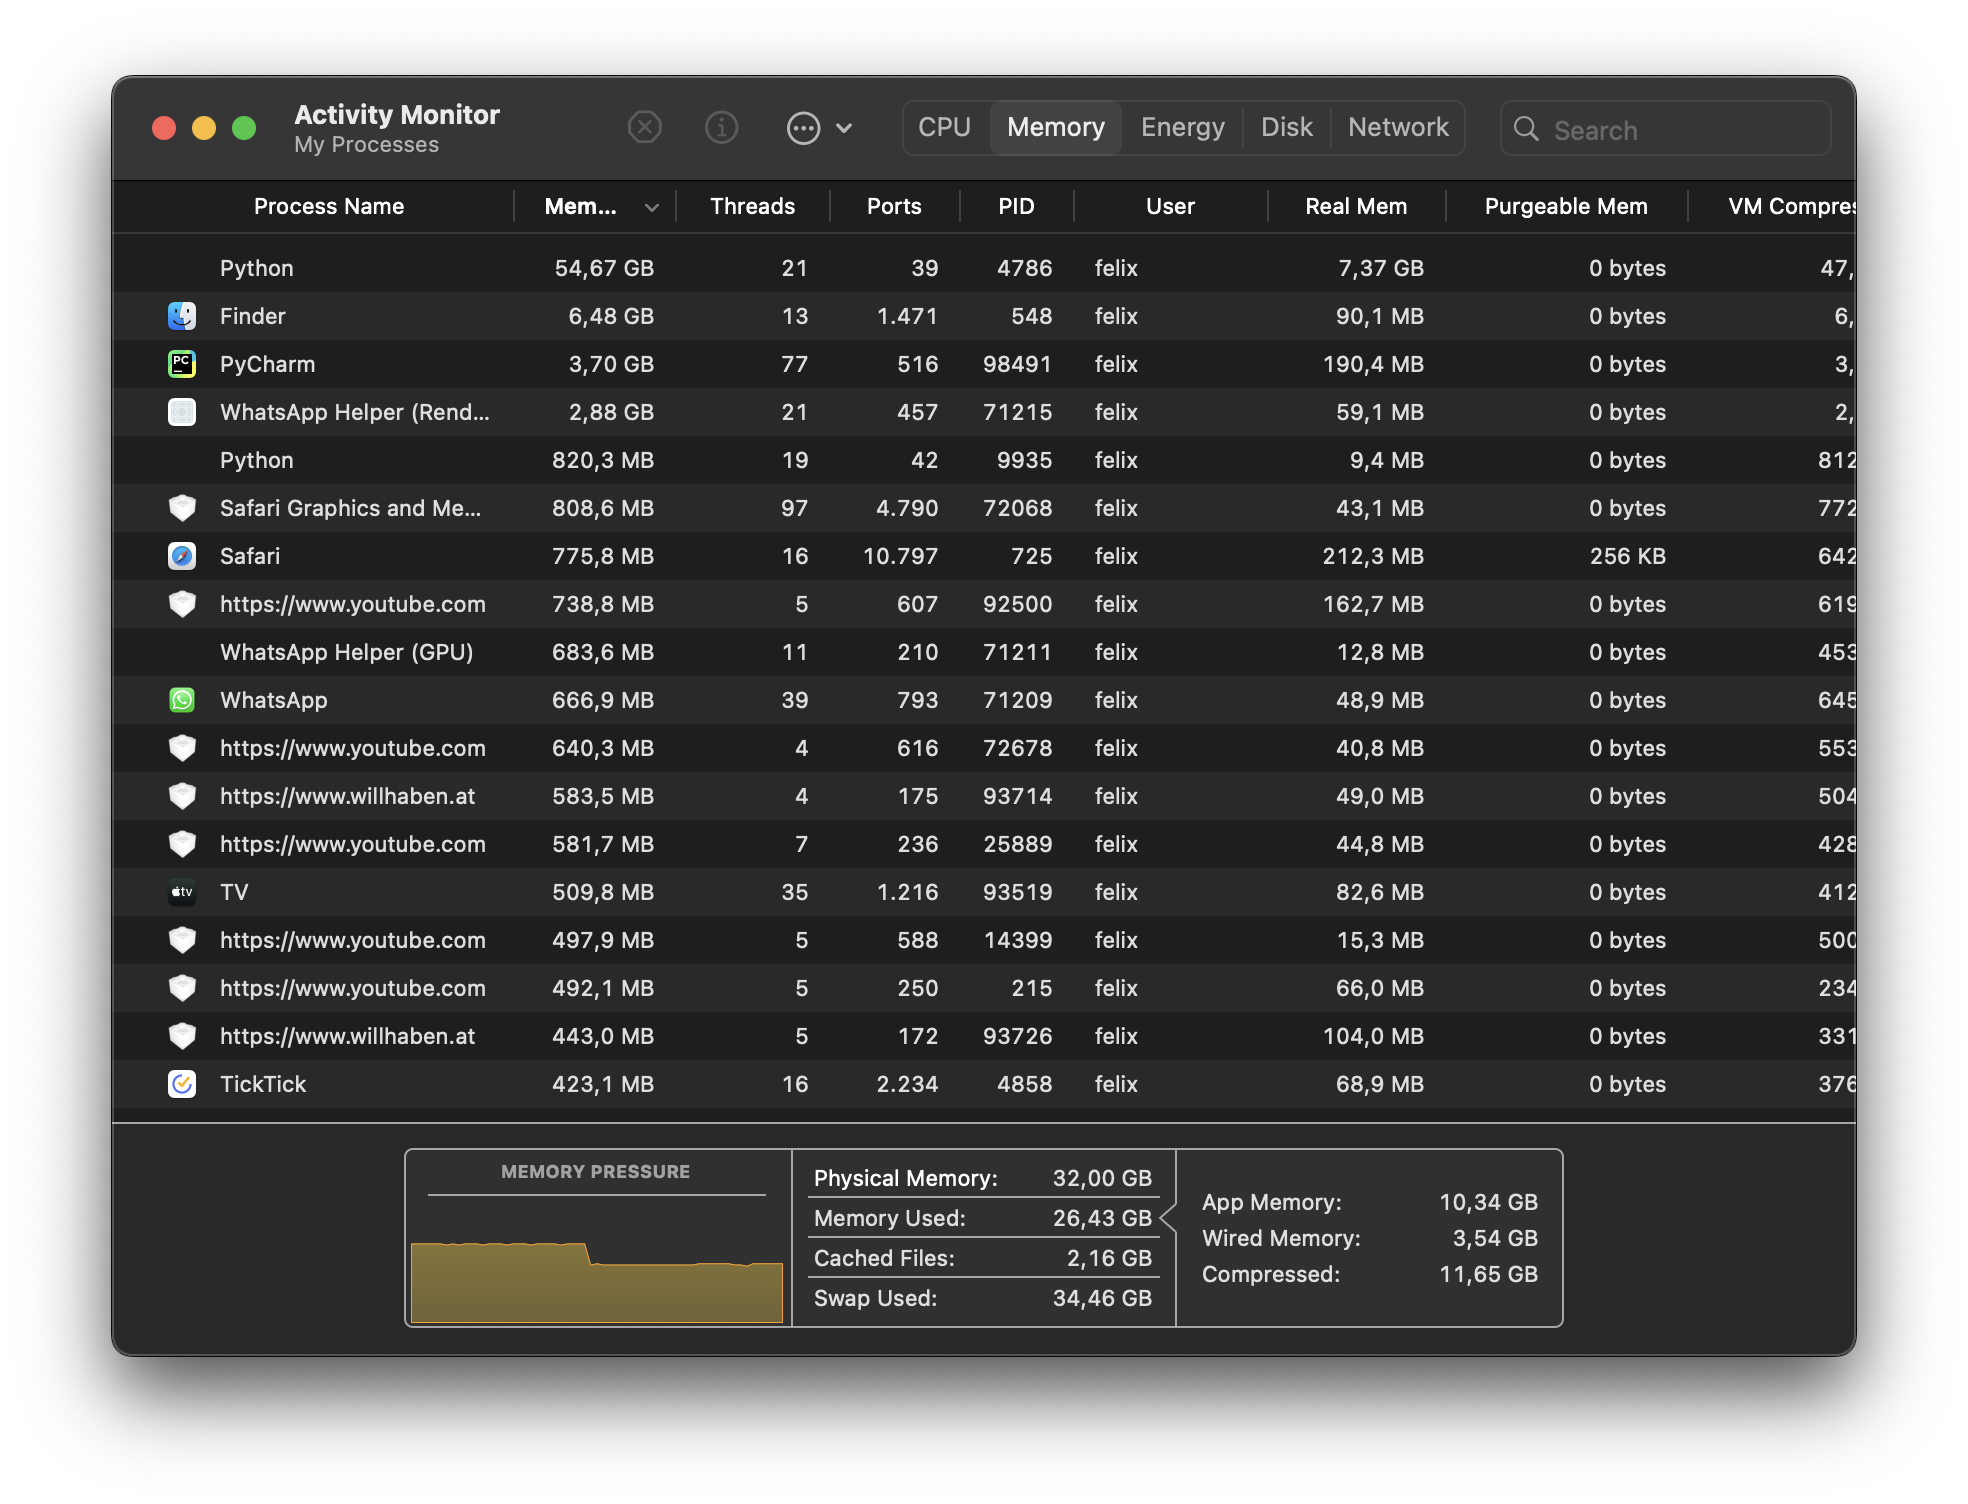 Activity Monitor
My Processes
CPU Memory Energy Disk Network Search
Process Name Mem... Threads Ports PID User Real Mem Purgeable Mem VM Compres
Python 54,67 GB 21 39 4786 felix 7,37 GB 0 bytes 47,
Finder 6,48 GB 13 1.471 548 felix 90,1 MB 0 bytes 6,
PC PyCharm 3,70 GB 77 516 98491 felix 190,4 MB 0 bytes 3,
WhatsApp Helper (Rend... 2,88 GB 21 457 71215 felix 59,1 MB 0 bytes 2,
Python 820,3 MB 19 42 9935 felix 9,4 MB 0 bytes 812
Safari Graphics and Me... 808,6 MB 97 4.790 72068 felix 43,1 MB 0 bytes 772
Safari 775,8 MB 16 10.797 725 felix 212,3 MB 256 KB 642
https://www.youtube.com 738,8 MB 5 607 92500 felix 162,7 MB 0 bytes 619
WhatsApp Helper (GPU) 683,6 MB 11 210 71211 felix 12,8 MB 0 bytes 453
WhatsApp 666,9 MB 39 793 71209 felix 48,9 MB 0 bytes 645
https://www.youtube.com 640,3 MB 4 616 72678 felix 40,8 MB 0 bytes 553
https://www.willhaben.at 583,5 MB 4 175 93714 felix 49,0 MB 0 bytes 504
https://www.youtube.com 581,7 MB 7 236 25889 felix 44,8 MB 0 bytes 428
tv TV 509,8 MB 35 1.216 93519 felix 82,6 MB 0 bytes 412
https://www.youtube.com 497,9 MB 5 588 14399 felix 15,3 MB 0 bytes 500
https://www.youtube.com 492,1 MB 5 250 215 felix 66,0 MB 0 bytes 234
https://www.willhaben.at 443,0 MB 5 172 93726 felix 104,0 MB 0 bytes 331
TickTick 423,1 MB 16 2.234 4858 felix 68,9 MB 0 bytes 376
MEMORY PRESSURE
Physical Memory: 32,00 GB
Memory Used: 26,43 GB
Cached Files: 2,16 GB
Swap Used: 34,46 GB
App Memory: 10,34 GB
Wired Memory: 3,54 GB
Compressed: 11,65 GB